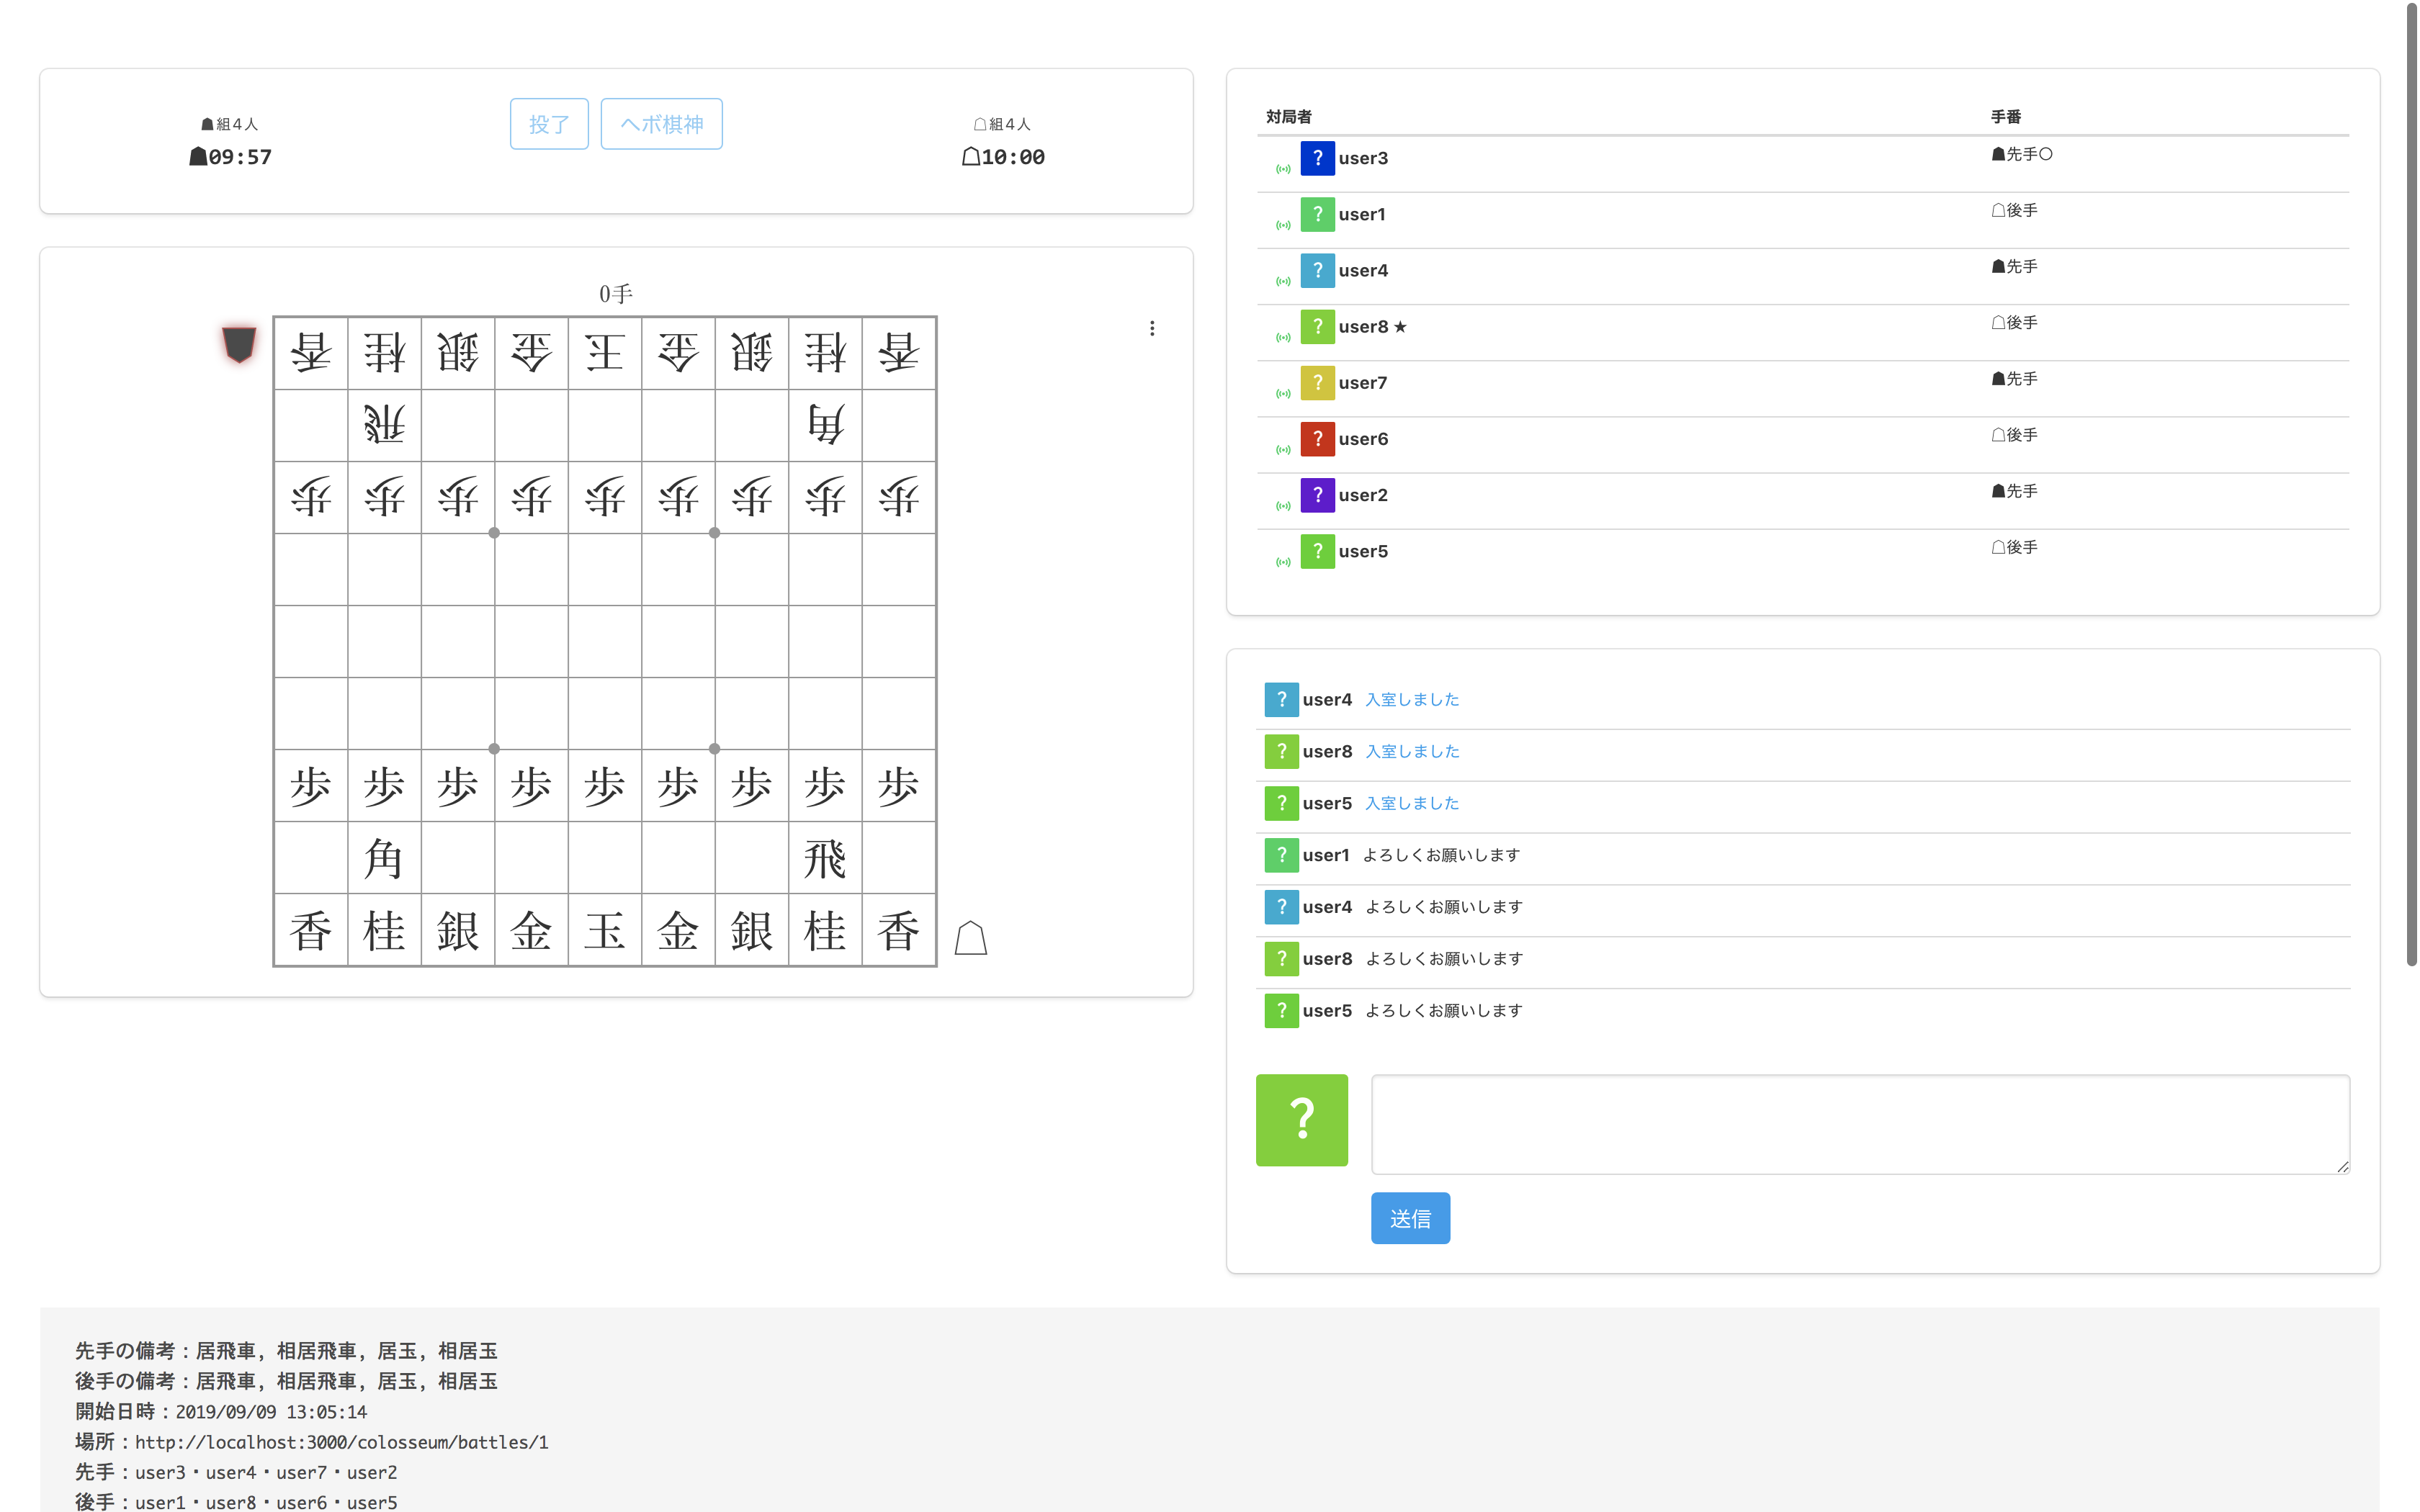 ☗組4人
☗09:57
投了
ヘボ棋神
☖組4人
☖10:00
0手
香 桂 銀 金 王 金 銀 桂 香
飛 角
歩 歩 歩 歩 歩 歩 歩 歩 歩
歩 歩 歩 歩 歩 歩 歩 歩 歩
角 飛
香 桂 銀 金 玉 金 銀 桂 香
対局者 手番
? user3 ☗先手○
? user1 ☖後手
? user4 ☗先手
? user8 ★ ☖後手
? user7 ☗先手
? user6 ☖後手
? user2 ☗先手
? user5 ☖後手
? user4 入室しました
? user8 入室しました
? user5 入室しました
? user1 よろしくお願いします
? user4 よろしくお願いします
? user8 よろしくお願いします
? user5 よろしくお願いします
?
送信
先手の備考：居飛車, 相居飛車, 居玉, 相居玉
後手の備考：居飛車, 相居飛車, 居玉, 相居玉
開始日時：2019/09/09 13:05:14
場所：http://localhost:3000/colosseum/battles/1
先手：user3・user4・user7・user2
後手：user1・user8・user6・user5